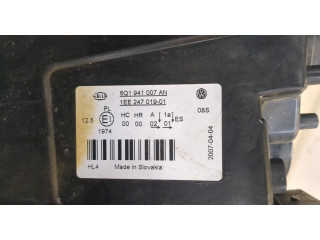 HELLA
6Q1 941 007 AN
1EE 247 019-01
08S
PL
12.5 E1 HC HR A 1a ES
00 00 02 01
1974
2007-04-04
HL4 Made in Slovakia